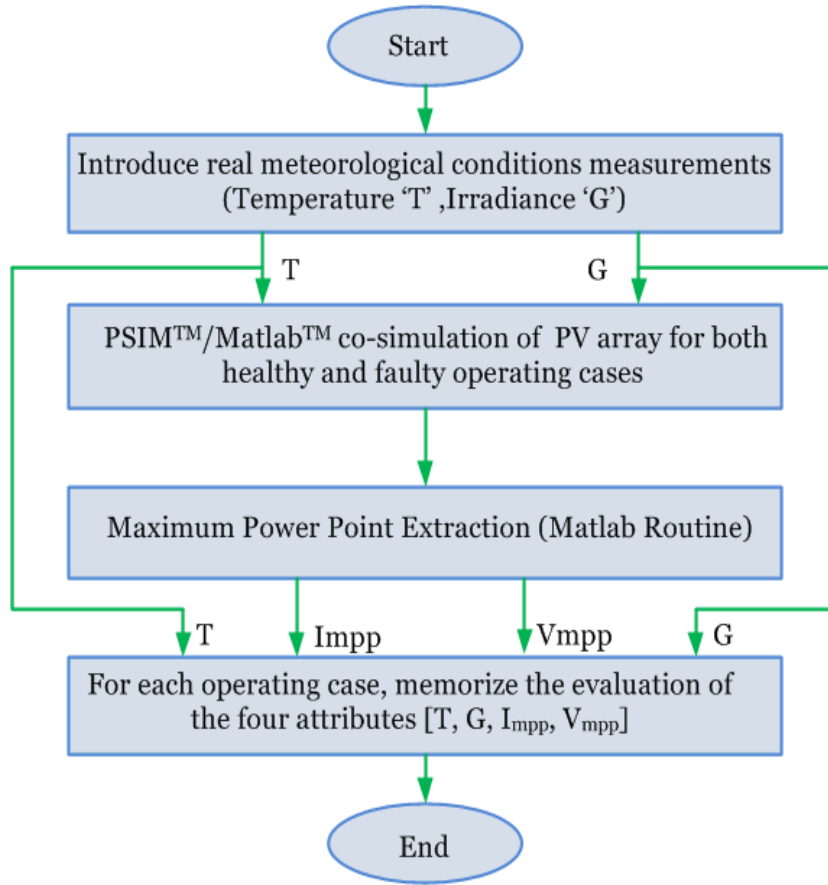 Start
Introduce real meteorological conditions measurements
(Temperature ‘T’ ,Irradiance ‘G’)
T
G
PSIM™/Matlab™ co-simulation of PV array for both
healthy and faulty operating cases
Maximum Power Point Extraction (Matlab Routine)
T
Impp
Vmpp
G
For each operating case, memorize the evaluation of
the four attributes [T, G, Impp, Vmpp]
End